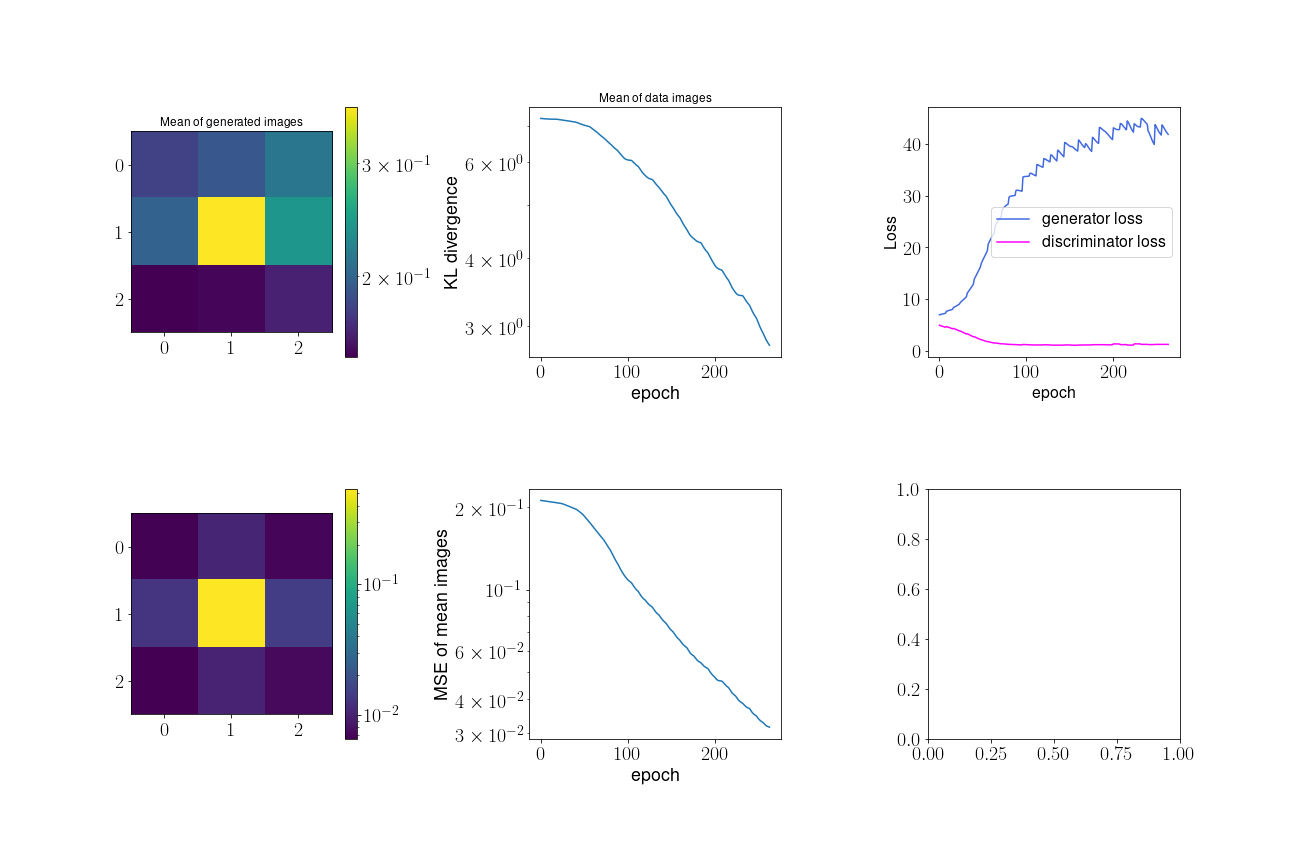 Mean of generated images
0
1
2
0 1 2
3 × 10⁻¹
2 × 10⁻¹
Mean of data images
KL divergence
6 × 10⁰
4 × 10⁰
3 × 10⁰
0 100 200
epoch
Loss
40
30
20
10
0
generator loss
discriminator loss
0 100 200
epoch
0
1
2
0 1 2
10⁻¹
10⁻²
MSE of mean images
2 × 10⁻¹
10⁻¹
6 × 10⁻²
4 × 10⁻²
3 × 10⁻²
0 100 200
epoch
1.0
0.8
0.6
0.4
0.2
0.0
0.00 0.25 0.50 0.75 1.00